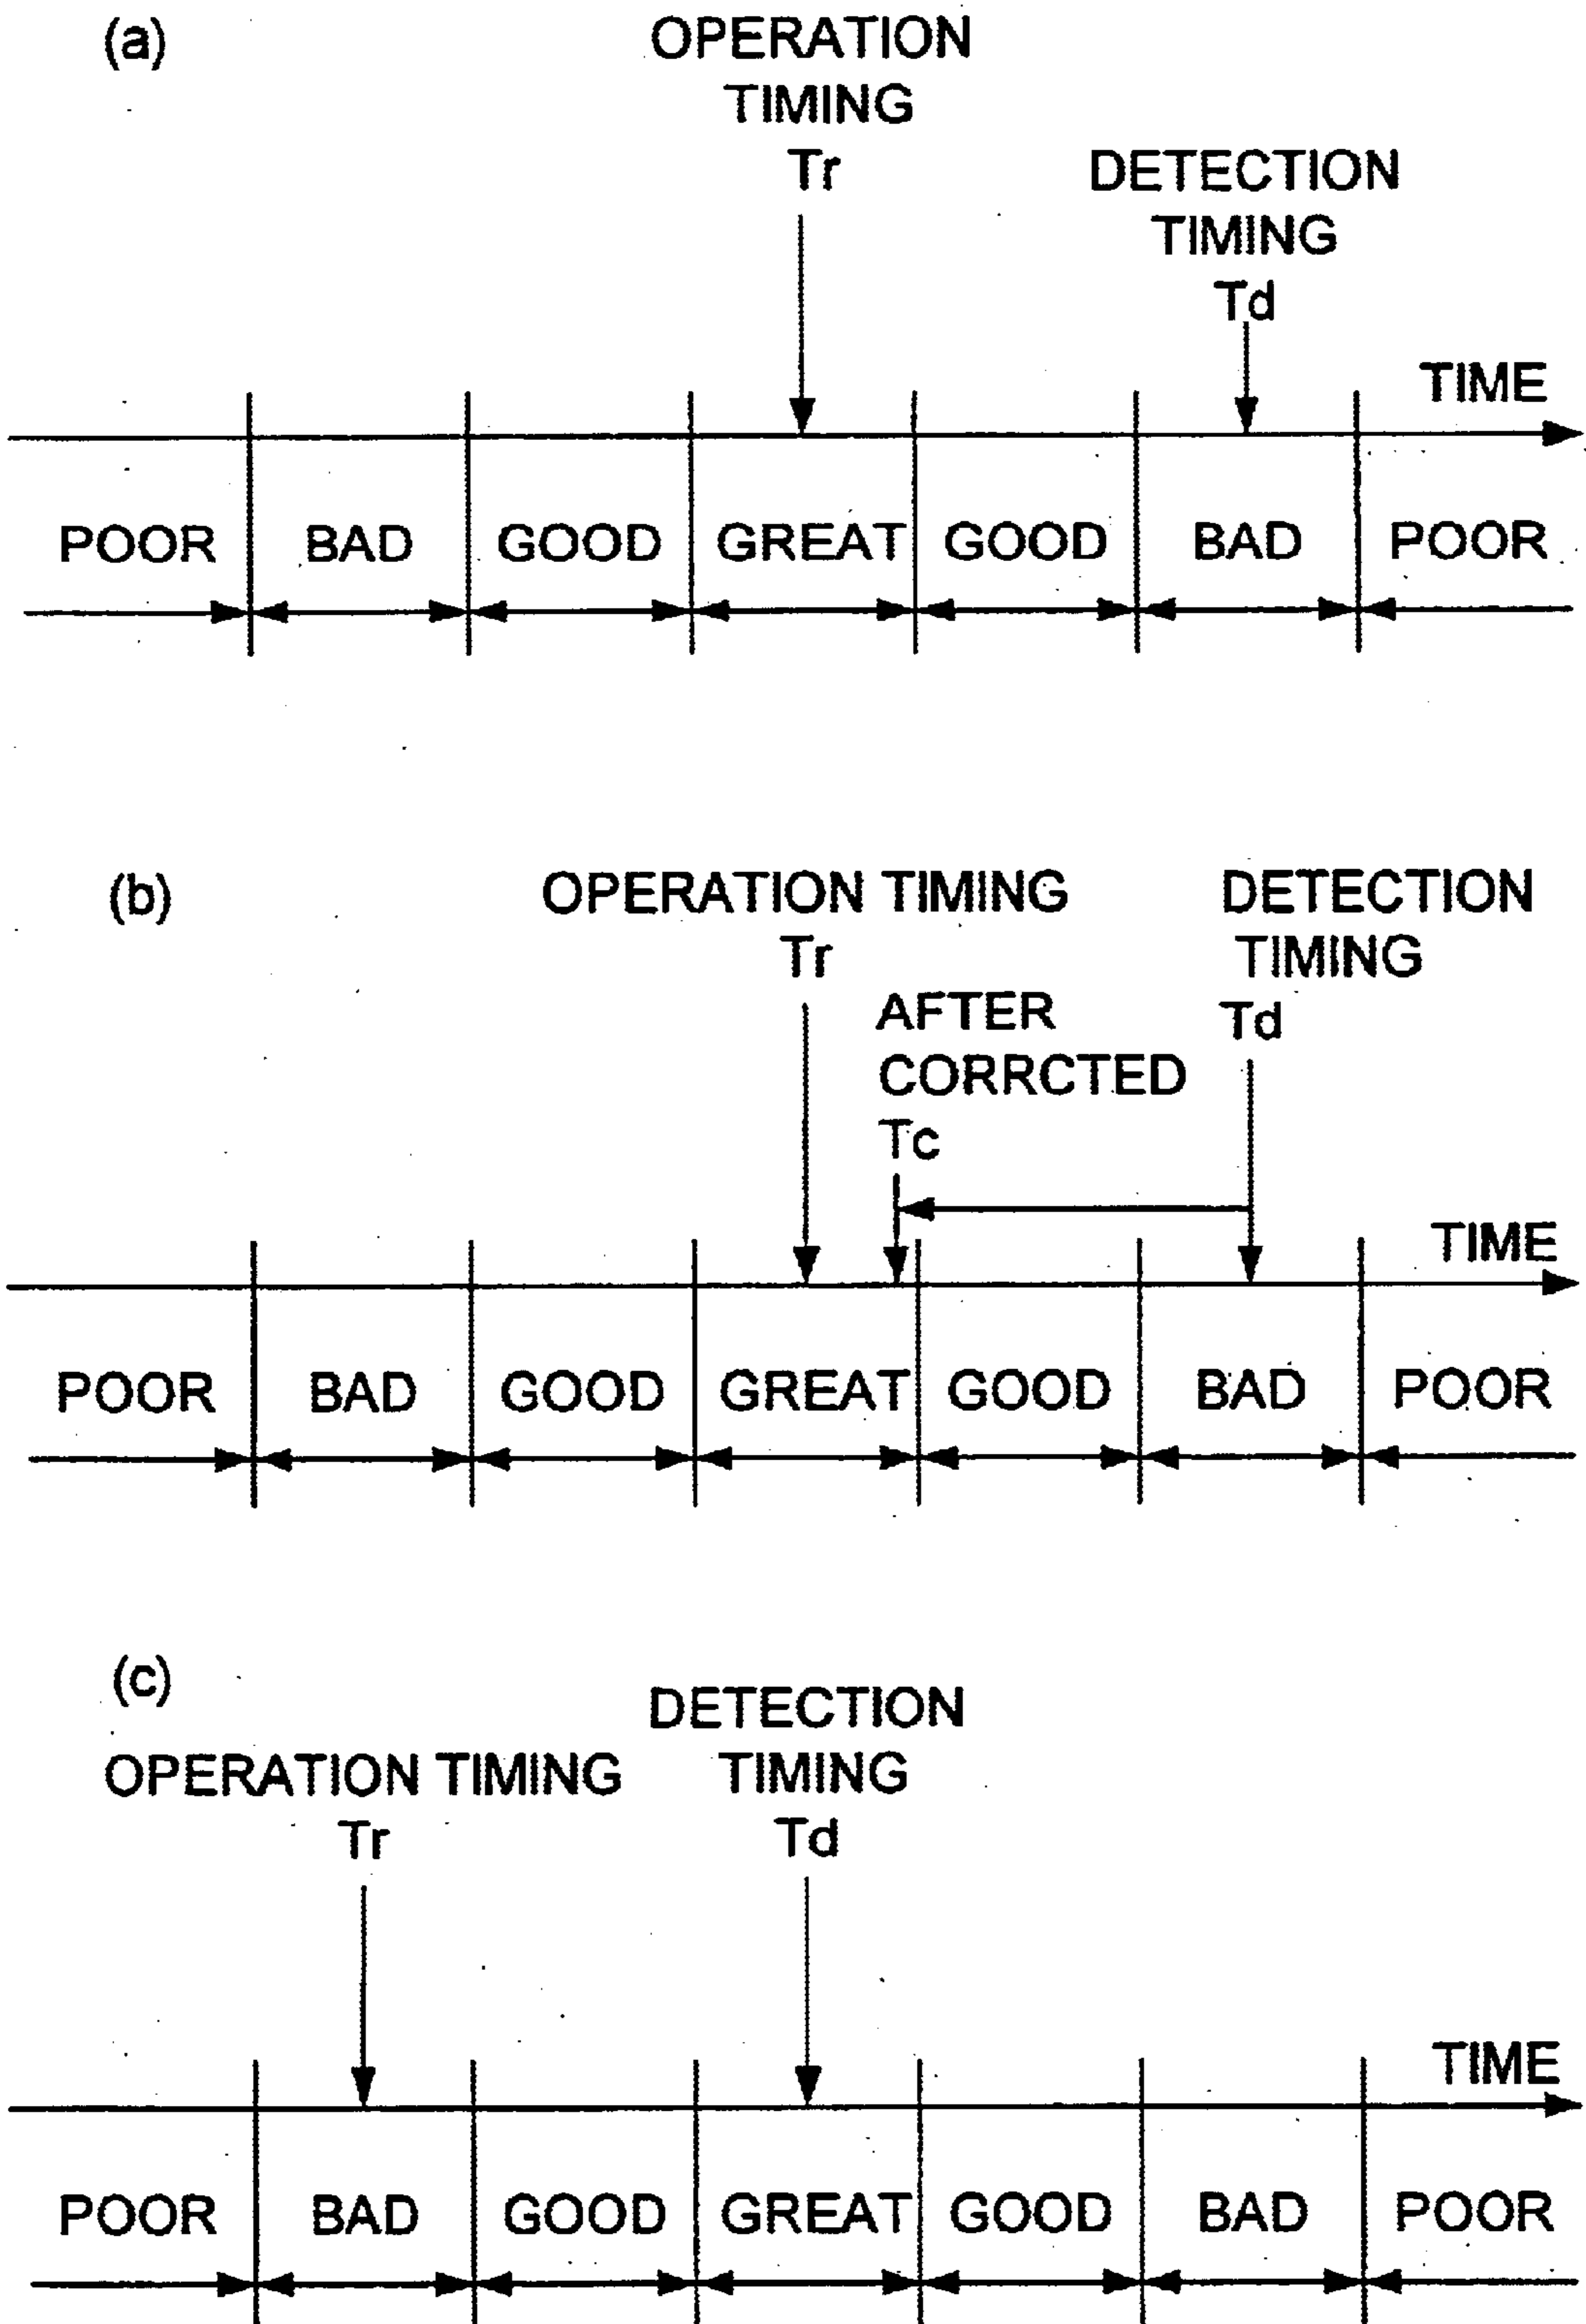 (a)
OPERATION
TIMING
Tr
DETECTION
TIMING
Td
TIME
POOR BAD GOOD GREAT GOOD BAD POOR
(b)
OPERATION TIMING
Tr
DETECTION
TIMING
Td
AFTER
CORRCTED
Tc
TIME
POOR BAD GOOD GREAT GOOD BAD POOR
(c)
OPERATION TIMING
Tr
DETECTION
TIMING
Td
TIME
POOR BAD GOOD GREAT GOOD BAD POOR